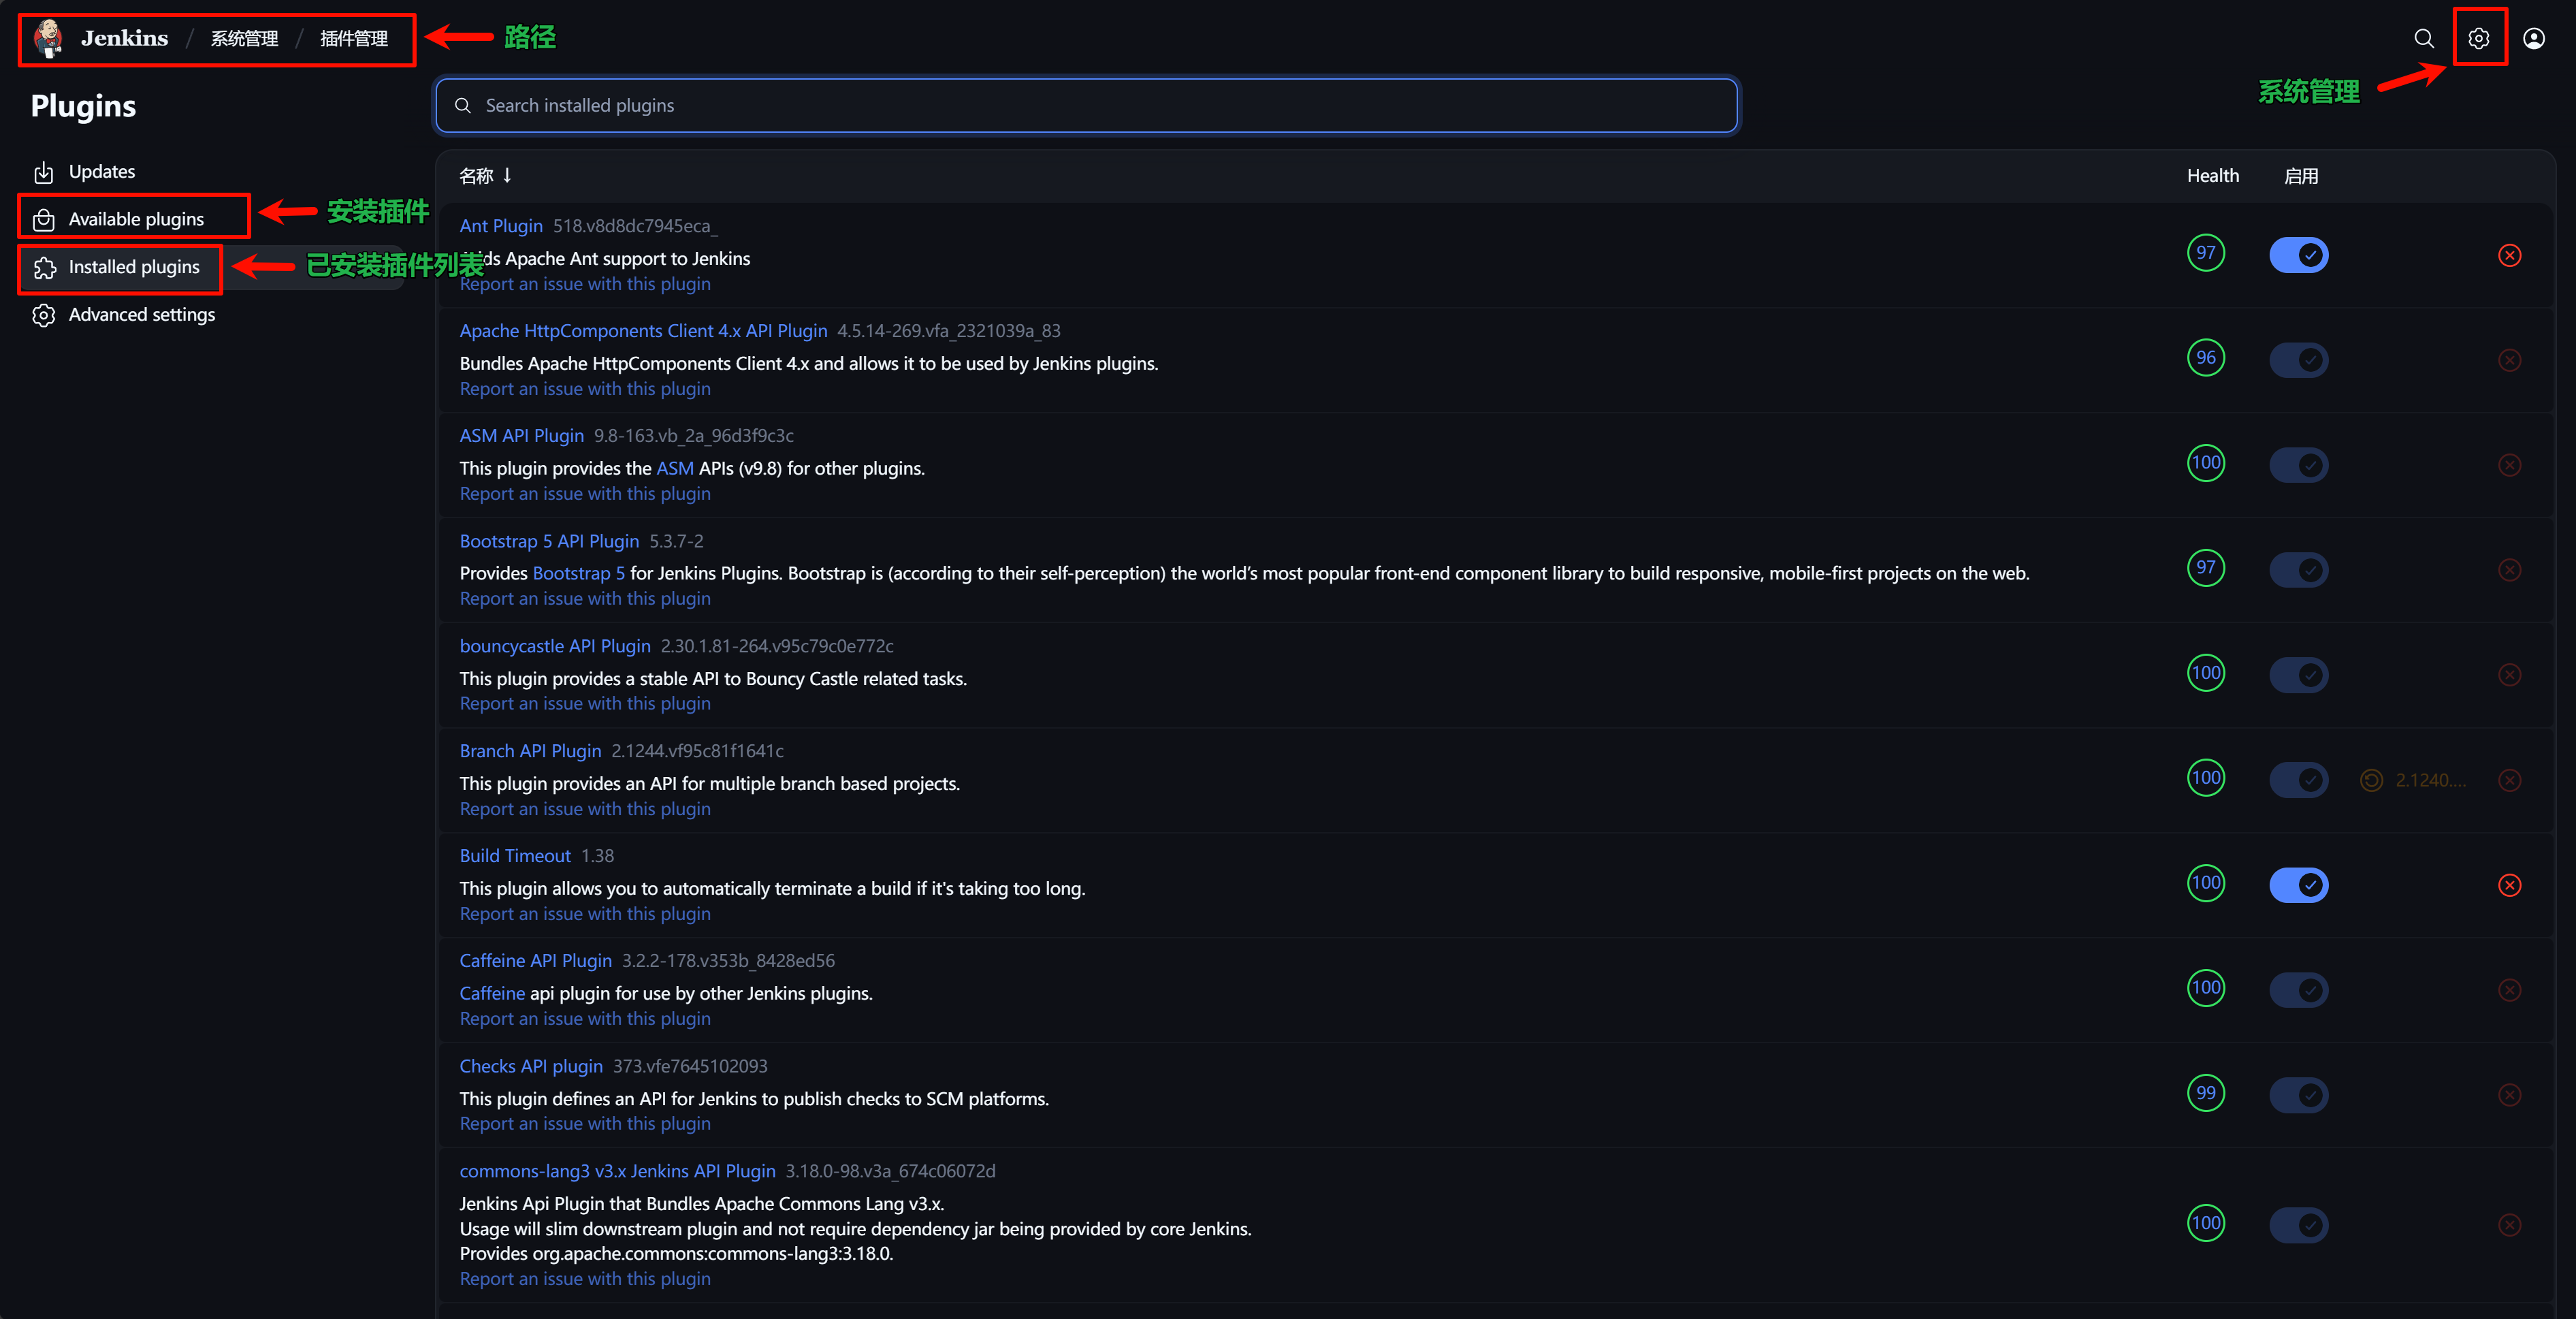 Jenkins / 系统管理 / 插件管理
路径
系统管理
Plugins
Search installed plugins
Updates
Available plugins
安装插件
Installed plugins
已安装插件列表
Advanced settings
名称 ↓ Health 启用
Ant Plugin 518.v8d8dc7945eca_
ds Apache Ant support to Jenkins
Report an issue with this plugin
97
Apache HttpComponents Client 4.x API Plugin 4.5.14-269.vfa_2321039a_83
Bundles Apache HttpComponents Client 4.x and allows it to be used by Jenkins plugins.
Report an issue with this plugin
96
ASM API Plugin 9.8-163.vb_2a_96d3f9c3c
This plugin provides the ASM APIs (v9.8) for other plugins.
Report an issue with this plugin
100
Bootstrap 5 API Plugin 5.3.7-2
Provides Bootstrap 5 for Jenkins Plugins. Bootstrap is (according to their self-perception) the world’s most popular front-end component library to build responsive, mobile-first projects on the web.
Report an issue with this plugin
97
bouncycastle API Plugin 2.30.1.81-264.v95c79c0e772c
This plugin provides a stable API to Bouncy Castle related tasks.
Report an issue with this plugin
100
Branch API Plugin 2.1244.vf95c81f1641c
This plugin provides an API for multiple branch based projects.
Report an issue with this plugin
100
2.1240....
Build Timeout 1.38
This plugin allows you to automatically terminate a build if it's taking too long.
Report an issue with this plugin
100
Caffeine API Plugin 3.2.2-178.v353b_8428ed56
Caffeine api plugin for use by other Jenkins plugins.
Report an issue with this plugin
100
Checks API plugin 373.vfe7645102093
This plugin defines an API for Jenkins to publish checks to SCM platforms.
Report an issue with this plugin
99
commons-lang3 v3.x Jenkins API Plugin 3.18.0-98.v3a_674c06072d
Jenkins Api Plugin that Bundles Apache Commons Lang v3.x.
Usage will slim downstream plugin and not require dependency jar being provided by core Jenkins.
Provides org.apache.commons:commons-lang3:3.18.0.
Report an issue with this plugin
100